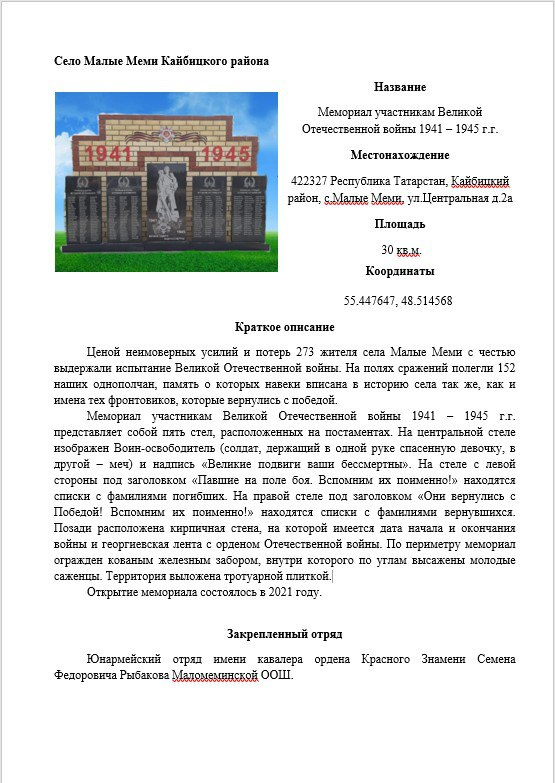 Село Малые Меми Кайбицкого района
1941
1945
Название
Мемориал участникам Великой
Отечественной войны 1941 – 1945 г.г.
Местонахождение
422327 Республика Татарстан, Кайбицкий
район, с.Малые Меми, ул.Центральная д.2а
Площадь
30 кв.м.
Координаты
55.447647, 48.514568
Краткое описание
Ценой неимоверных усилий и потерь 273 жителя села Малые Меми с честью
выдержали испытание Великой Отечественной войны. На полях сражений полегли 152
наших однополчан, память о которых навеки вписана в историю села так же, как и
имена тех фронтовиков, которые вернулись с победой.
Мемориал участникам Великой Отечественной войны 1941 – 1945 г.г.
представляет собой пять стел, расположенных на постаментах. На центральной стеле
изображен Воин-освободитель (солдат, держащий в одной руке спасенную девочку, в
другой – меч) и надпись «Великие подвиги ваши бессмертны». На стеле с левой
стороны под заголовком «Павшие на поле боя. Вспомним их поименно!» находятся
списки с фамилиями погибших. На правой стеле под заголовком «Они вернулись с
Победой! Вспомним их поименно!» находятся списки с фамилиями вернувшихся.
Позади расположена кирпичная стена, на которой имеется дата начала и окончания
войны и георгиевская лента с орденом Отечественной войны. По периметру мемориал
огражден кованым железным забором, внутри которого по углам высажены молодые
саженцы. Территория выложена тротуарной плиткой.
Открытие мемориала состоялось в 2021 году.
Закрепленный отряд
Юнармейский отряд имени кавалера ордена Красного Знамени Семена
Федоровича Рыбакова Маломеминской ООШ.